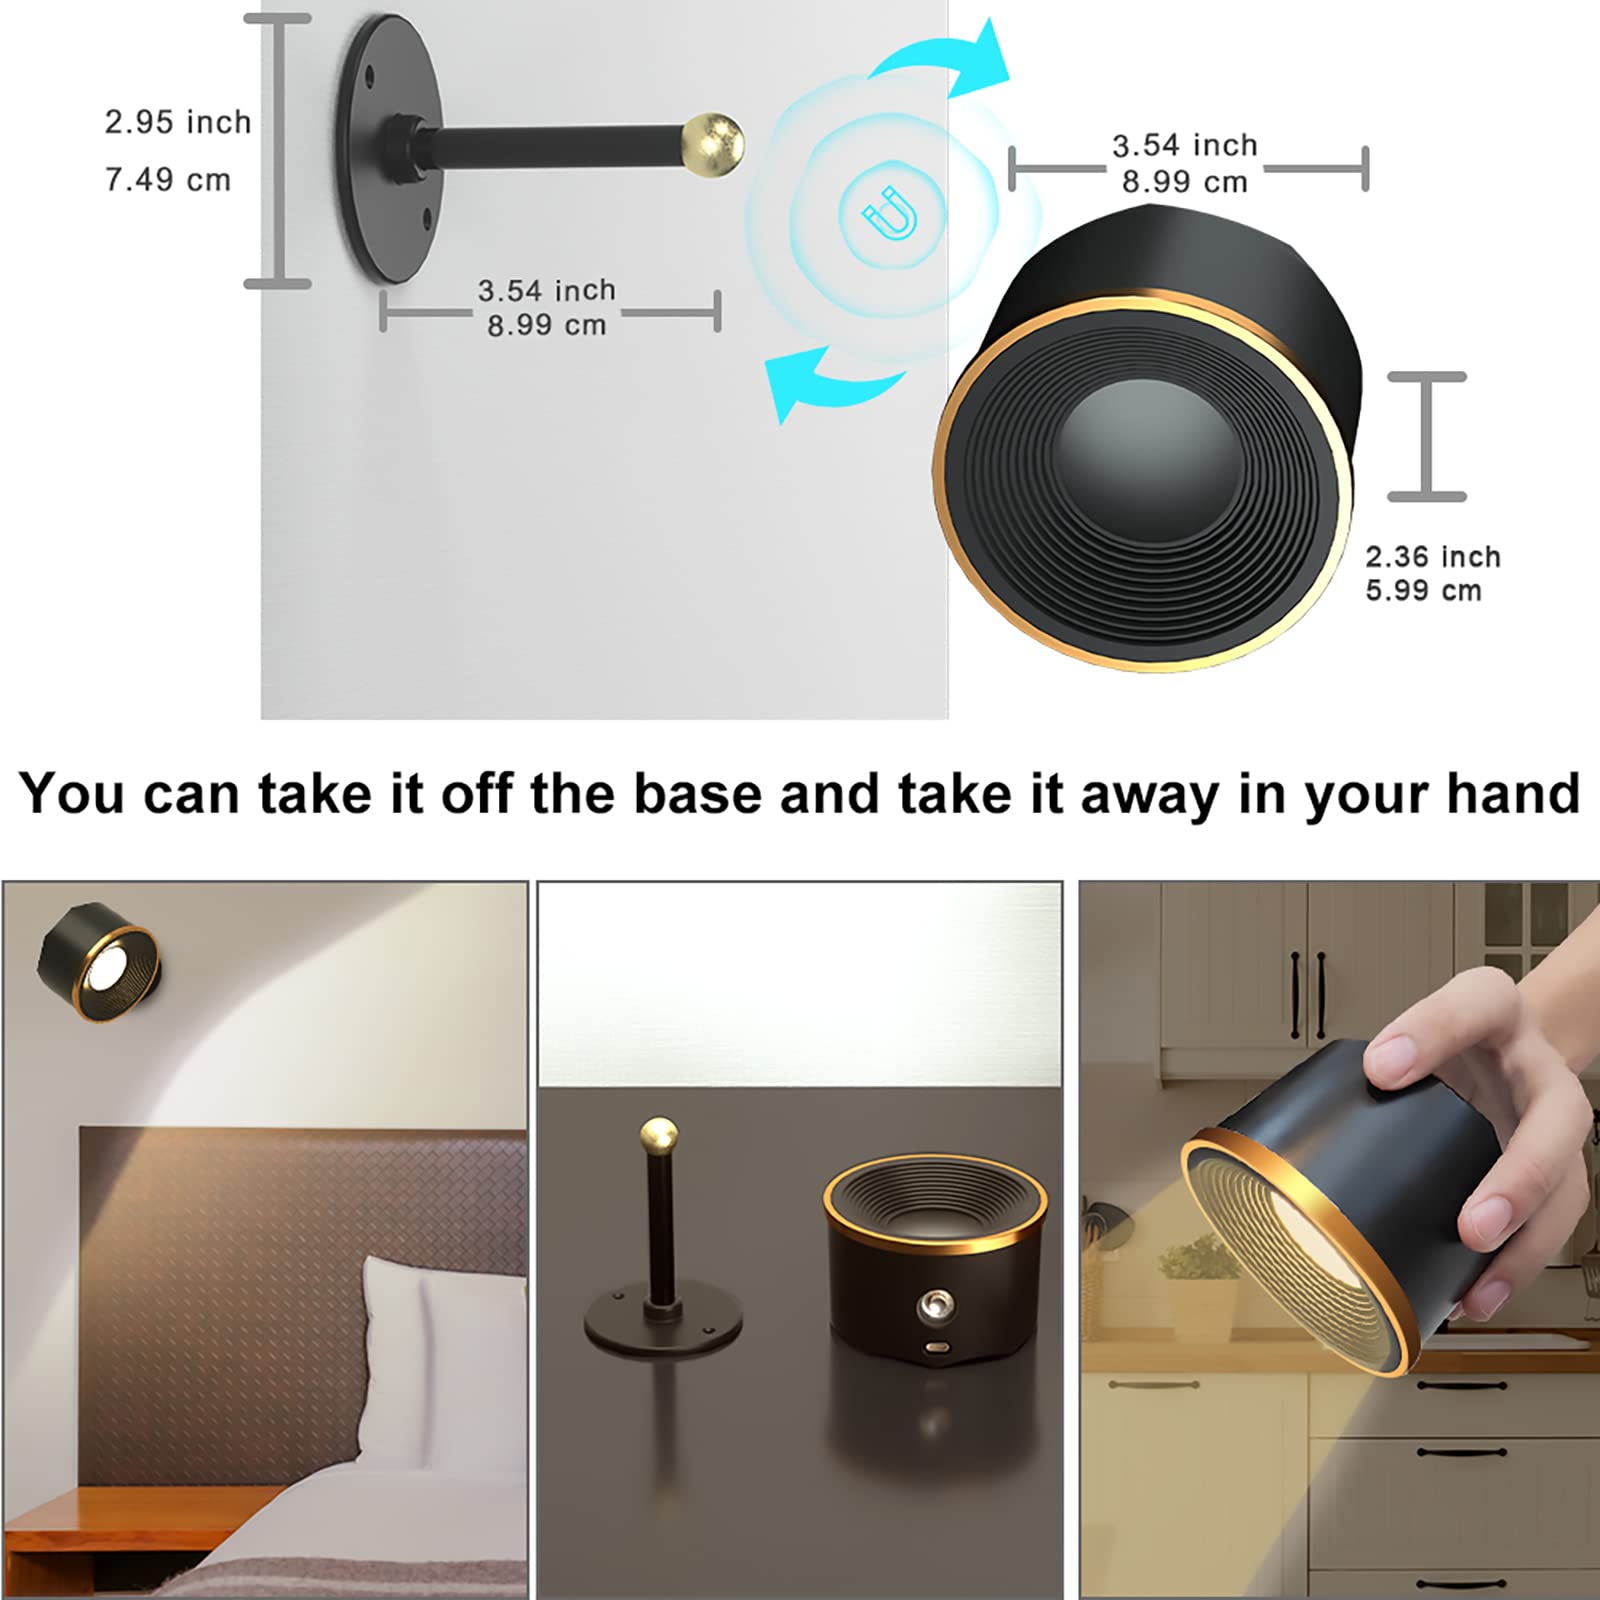 2.95 inch
7.49 cm
3.54 inch
8.99 cm
3.54 inch
8.99 cm
2.36 inch
5.99 cm
You can take it off the base and take it away in your hand